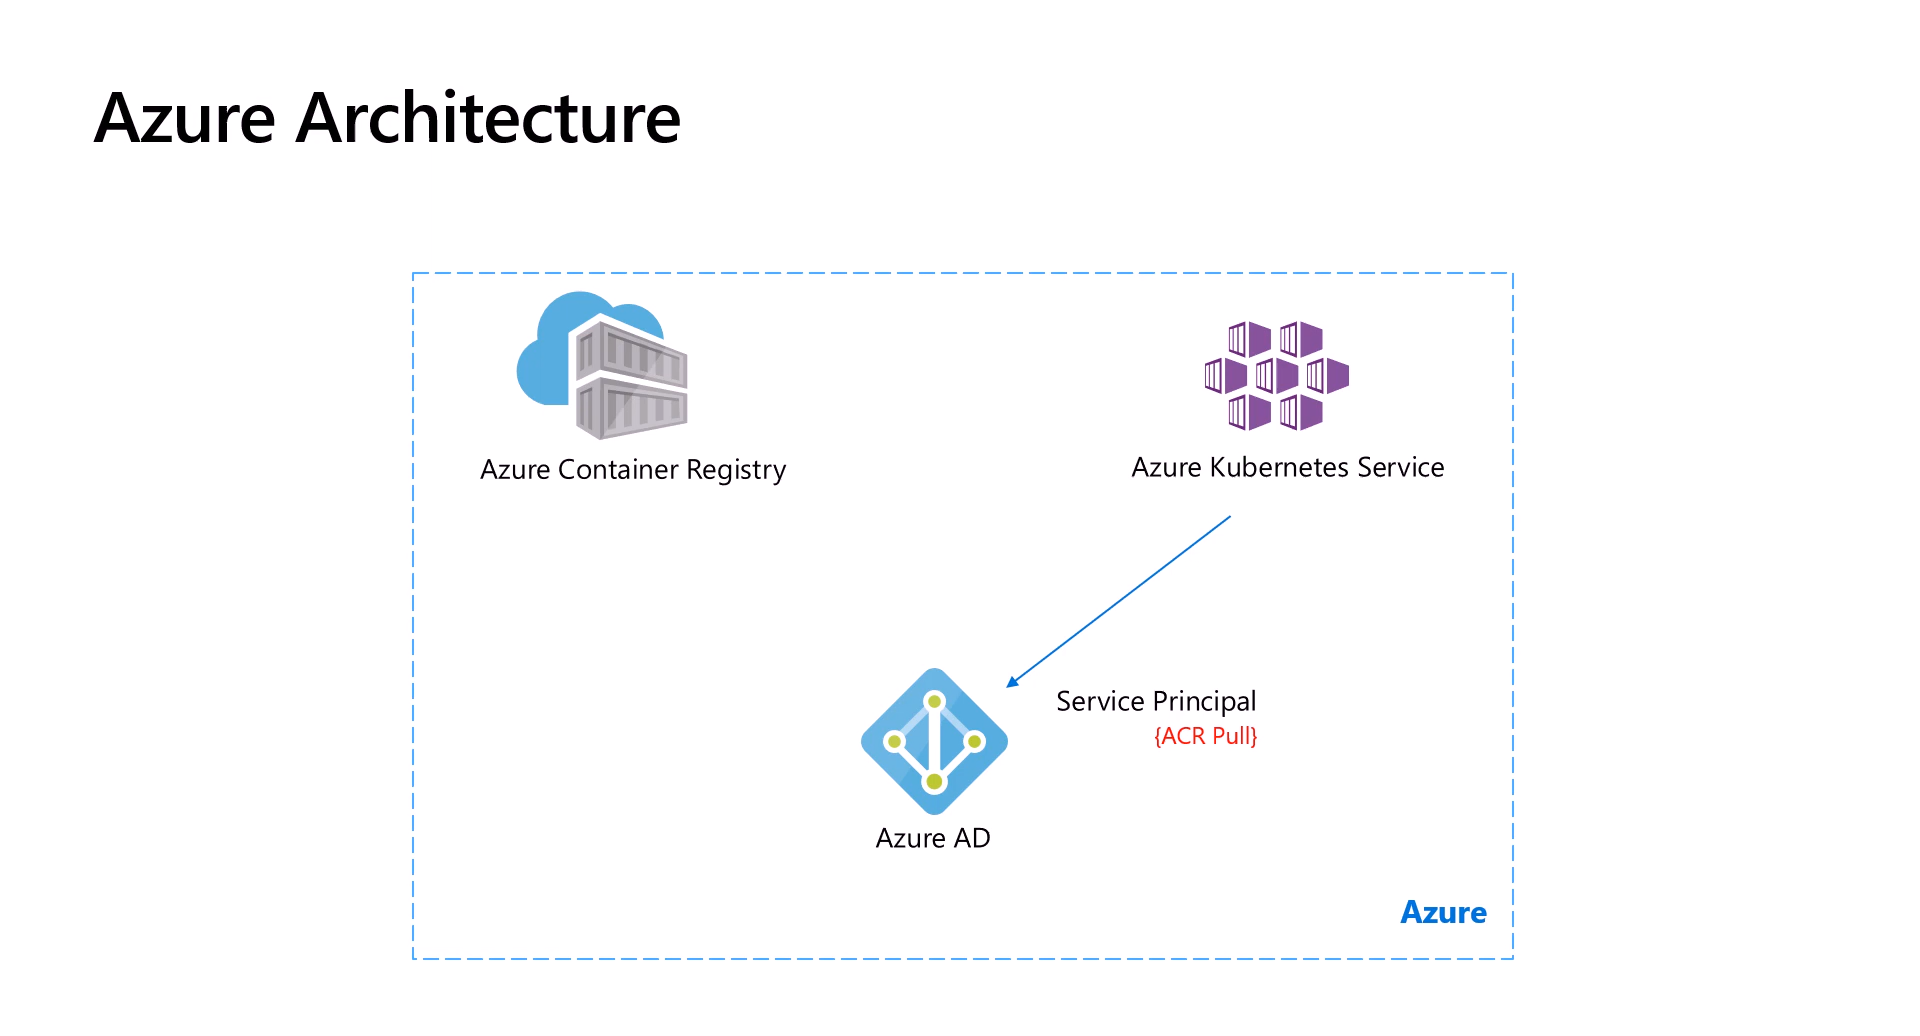 Azure Architecture
Azure Container Registry
Azure Kubernetes Service
Service Principal
{ACR Pull}
Azure AD
Azure